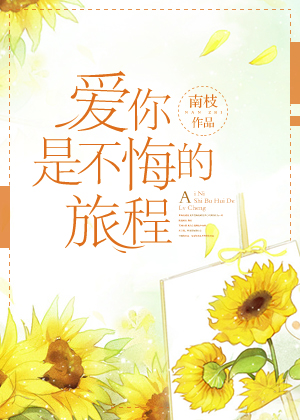 爱你
是不悔的
旅程
南枝
NAN ZHI
作品
Ai Ni
Shi Bu Hui De
Lv Cheng